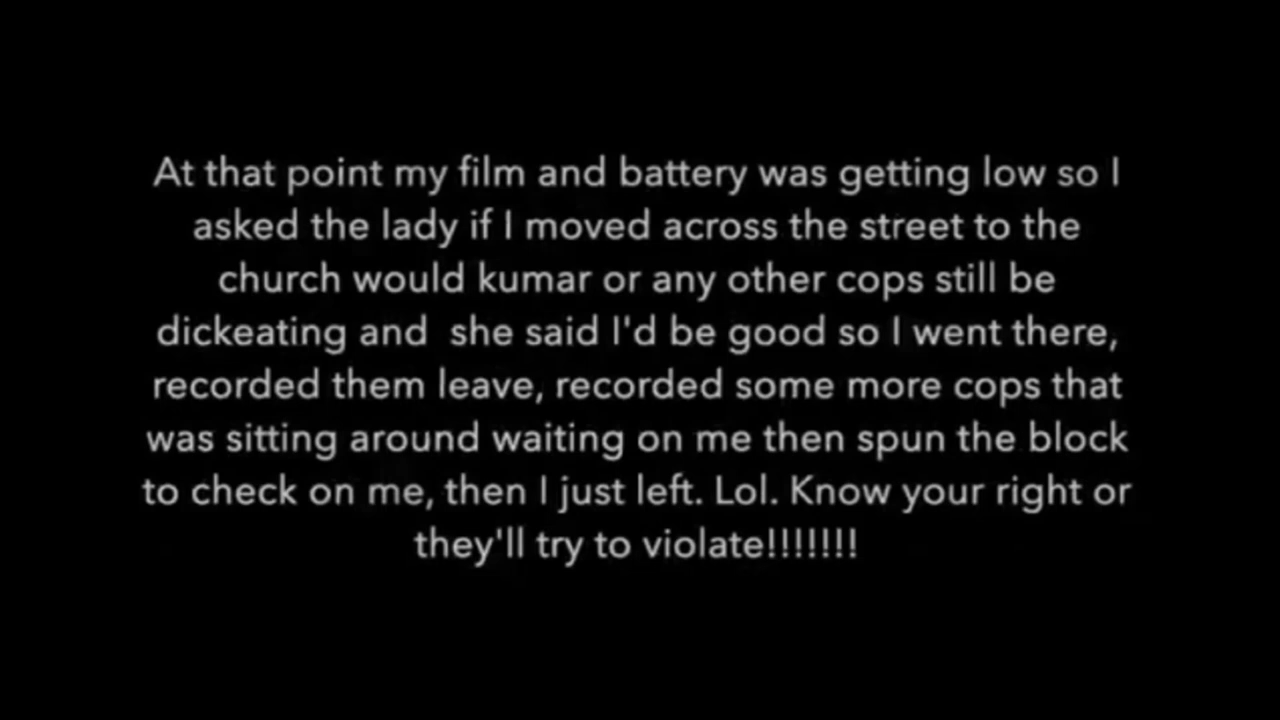 At that point my film and battery was getting low so I
asked the lady if I moved across the street to the
church would kumar or any other cops still be
dickeating and  she said I'd be good so I went there,
recorded them leave, recorded some more cops that
was sitting around waiting on me then spun the block
to check on me, then I just left. Lol. Know your right or
they'll try to violate!!!!!!!